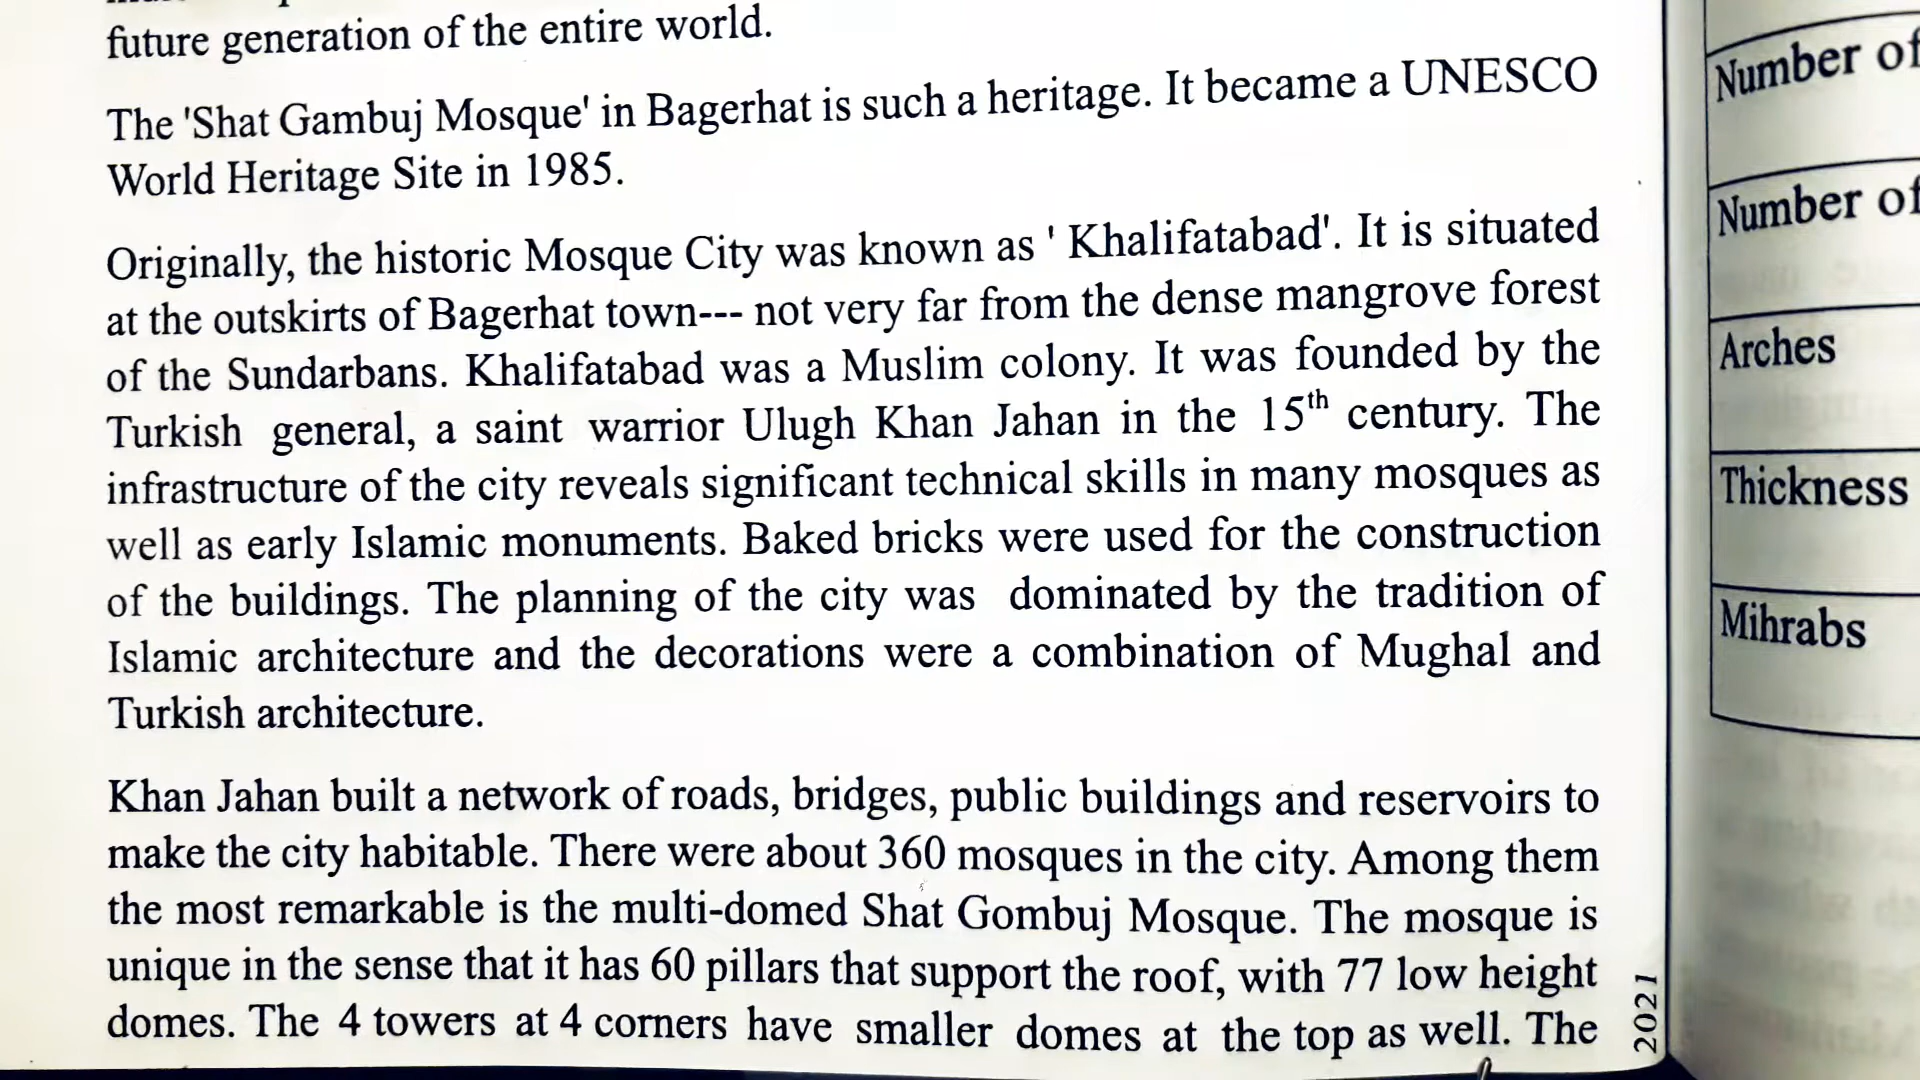 future generation of the entire world.
The 'Shat Gambuj Mosque' in Bagerhat is such a heritage. It became a UNESCO
World Heritage Site in 1985.
Originally, the historic Mosque City was known as ' Khalifatabad'. It is situated
at the outskirts of Bagerhat town--- not very far from the dense mangrove forest
of the Sundarbans. Khalifatabad was a Muslim colony. It was founded by the
Turkish general, a saint warrior Ulugh Khan Jahan in the 15th century. The
infrastructure of the city reveals significant technical skills in many mosques as
well as early Islamic monuments. Baked bricks were used for the construction
of the buildings. The planning of the city was dominated by the tradition of
Islamic architecture and the decorations were a combination of Mughal and
Turkish architecture.
Khan Jahan built a network of roads, bridges, public buildings and reservoirs to
make the city habitable. There were about 360 mosques in the city. Among them
the most remarkable is the multi-domed Shat Gombuj Mosque. The mosque is
unique in the sense that it has 60 pillars that support the roof, with 77 low height
domes. The 4 towers at 4 corners have smaller domes at the top as well. The
2021
Number of
Number of
Arches
Thickness
Mihrabs